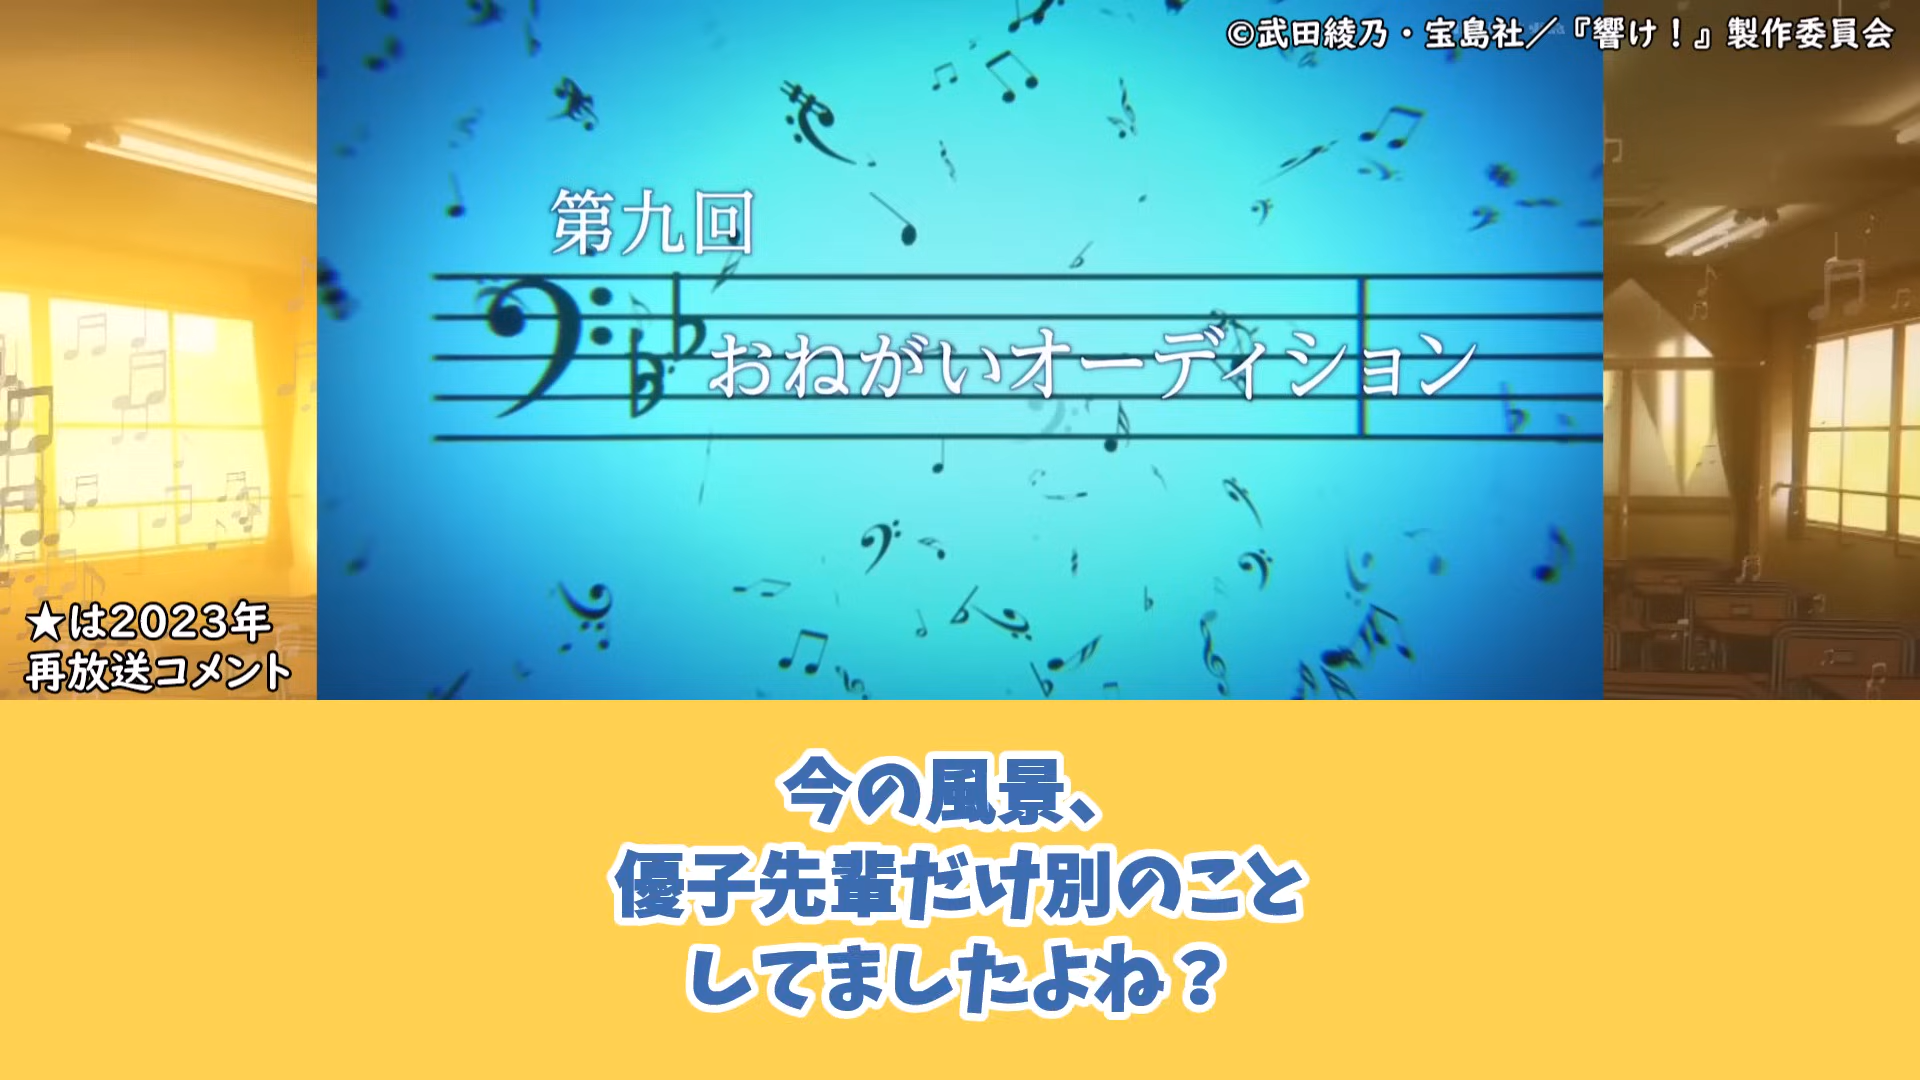 ©武田綾乃・宝島社／『響け！』製作委員会
第九回
おねがいオーディション
★は2023年
再放送コメント
今の風景、
優子先輩だけ別のこと
してましたよね？